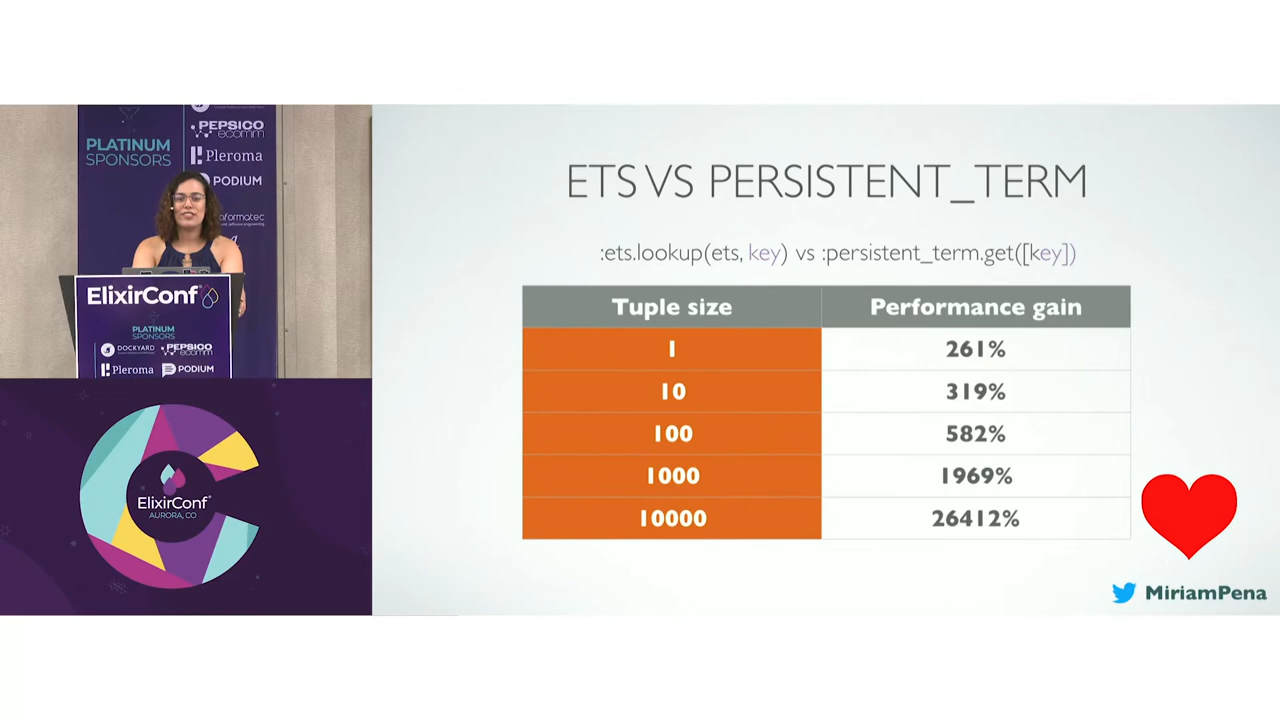 PLATINUM
SPONSORS
PEPSICO
ecomm
Pleroma
PODIUM
ElixirConf
PLATINUM
SPONSORS
DOCKYARD
PEPSICO
ecomm
Pleroma
PODIUM
ElixirConf
AURORA, CO
ETS VS PERSISTENT_TERM
:ets.lookup(ets, key) vs :persistent_term.get([key])
Tuple size Performance gain
1 261%
10 319%
100 582%
1000 1969%
10000 26412%
MiriamPena